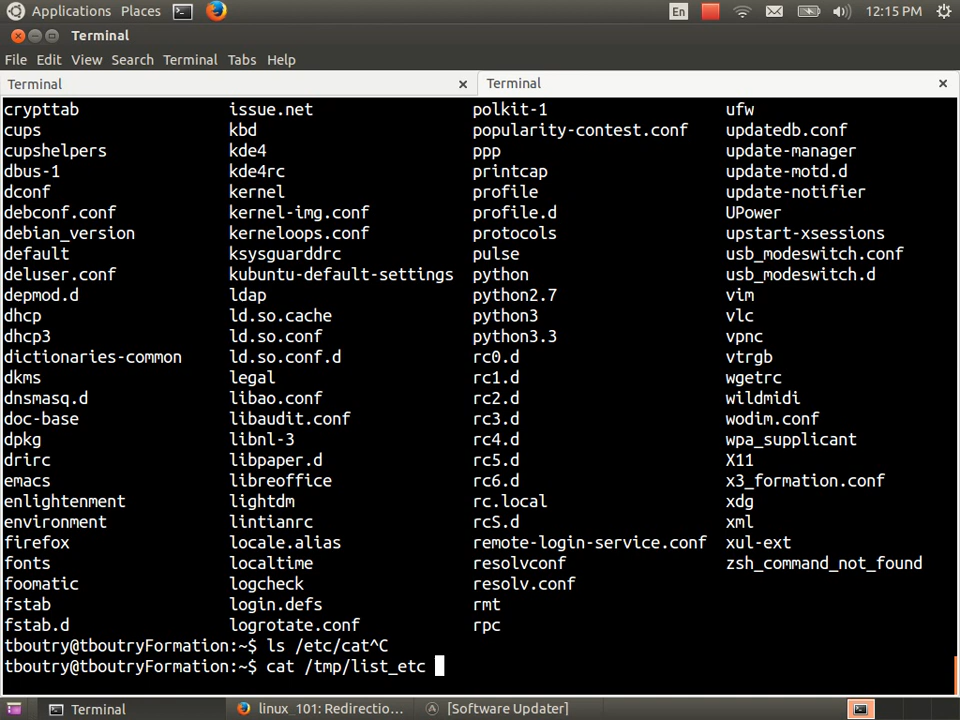 Applications Places En 12:15 PM
Terminal
File Edit View Search Terminal Tabs Help
Terminal Terminal
crypttab issue.net polkit-1 ufw
cups kbd popularity-contest.conf updatedb.conf
cupshelpers kde4 ppp update-manager
dbus-1 kde4rc printcap update-motd.d
dconf kernel profile update-notifier
debconf.conf kernel-img.conf profile.d UPower
debian_version kerneloops.conf protocols upstart-xsessions
default ksysguarddrc pulse usb_modeswitch.conf
deluser.conf kubuntu-default-settings python usb_modeswitch.d
depmod.d ldap python2.7 vim
dhcp ld.so.cache python3 vlc
dhcp3 ld.so.conf python3.3 vpnc
dictionaries-common ld.so.conf.d rc0.d vtrgb
dkms legal rc1.d wgetrc
dnsmasq.d libao.conf rc2.d wildmidi
doc-base libaudit.conf rc3.d wodim.conf
dpkg libnl-3 rc4.d wpa_supplicant
drirc libpaper.d rc5.d X11
emacs libreoffice rc6.d x3_formation.conf
enlightenment lightdm rc.local xdg
environment lintianrc rcS.d xml
firefox locale.alias remote-login-service.conf xul-ext
fonts localtime resolvconf zsh_command_not_found
foomatic logcheck resolv.conf
fstab login.defs rmt
fstab.d logrotate.conf rpc
tboutry@tboutryFormation:~$ ls /etc/cat^C
tboutry@tboutryFormation:~$ cat /tmp/list_etc
Terminal linux_101: Redirectio... [Software Updater]